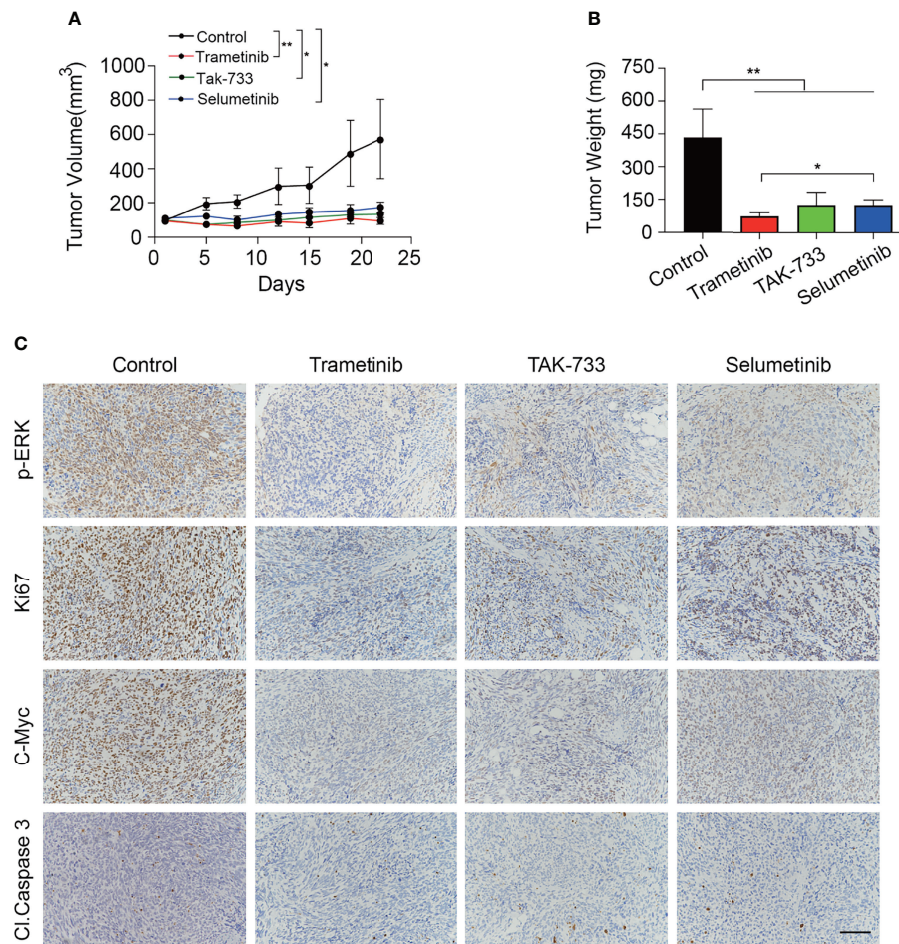 A
Control
Trametinib
Tak-733
Selumetinib
**
*
*
Tumor Volume(mm³)
1000
800
600
400
200
0
0 5 10 15 20 25
Days
B
Tumor Weight (mg)
750
600
450
300
150
0
**
*
Control
Trametinib
TAK-733
Selumetinib
C
Control Trametinib TAK-733 Selumetinib
p-ERK
Ki67
C-Myc
Cl.Caspase 3